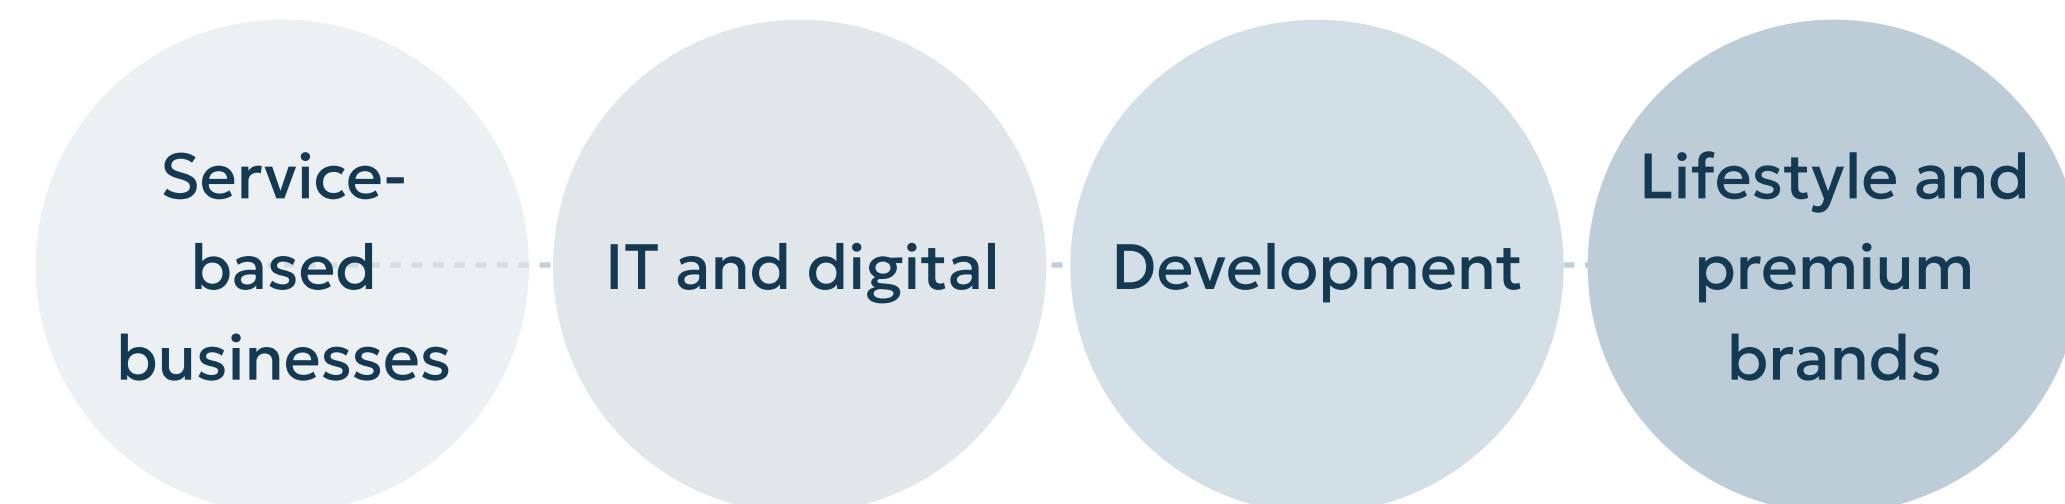 Service-
based
businesses
IT and digital
Development
Lifestyle and
premium
brands